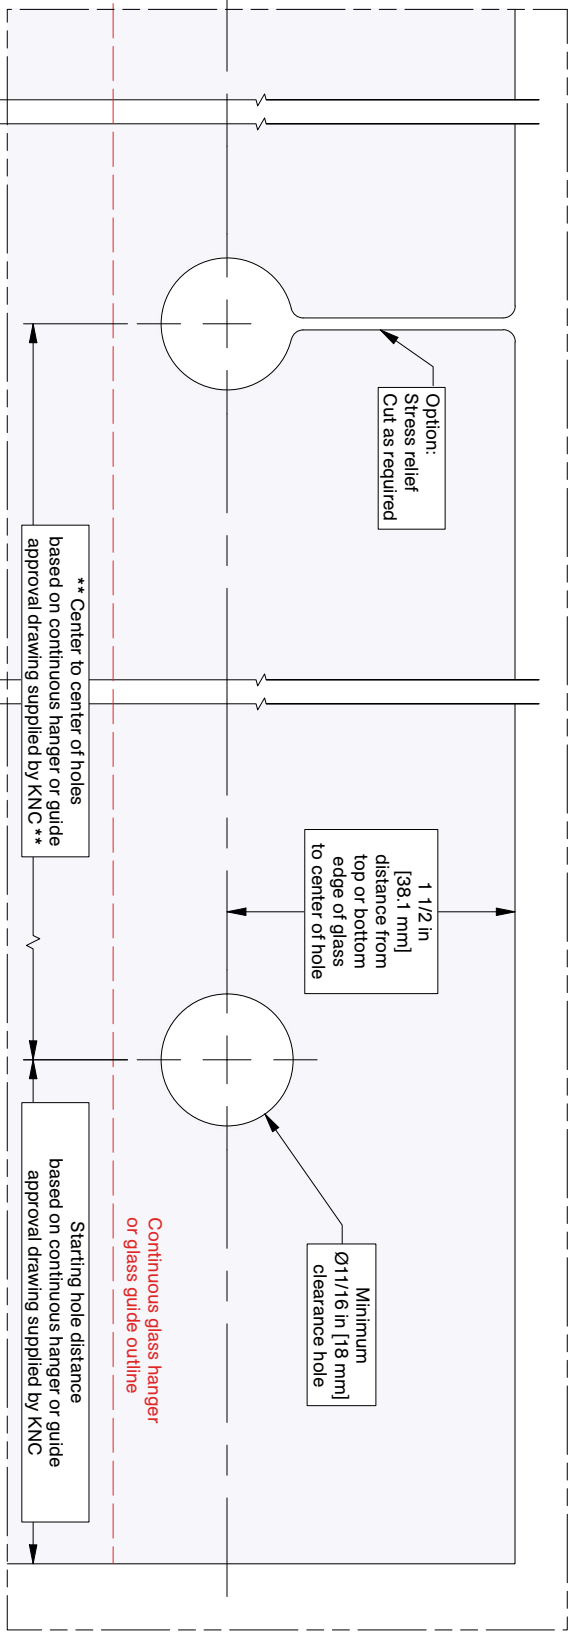 Option:
Stress relief
Cut as required
** Center to center of holes
based on continuous hanger or guide
approval drawing supplied by KNC **
1 1/2 in
[38.1 mm]
distance from
top or bottom
edge of glass
to center of hole
Minimum
Ø11/16 in [18 mm]
clearance hole
Continuous glass hanger
or glass guide outline
Starting hole distance
based on continuous hanger or guide
approval drawing supplied by KNC